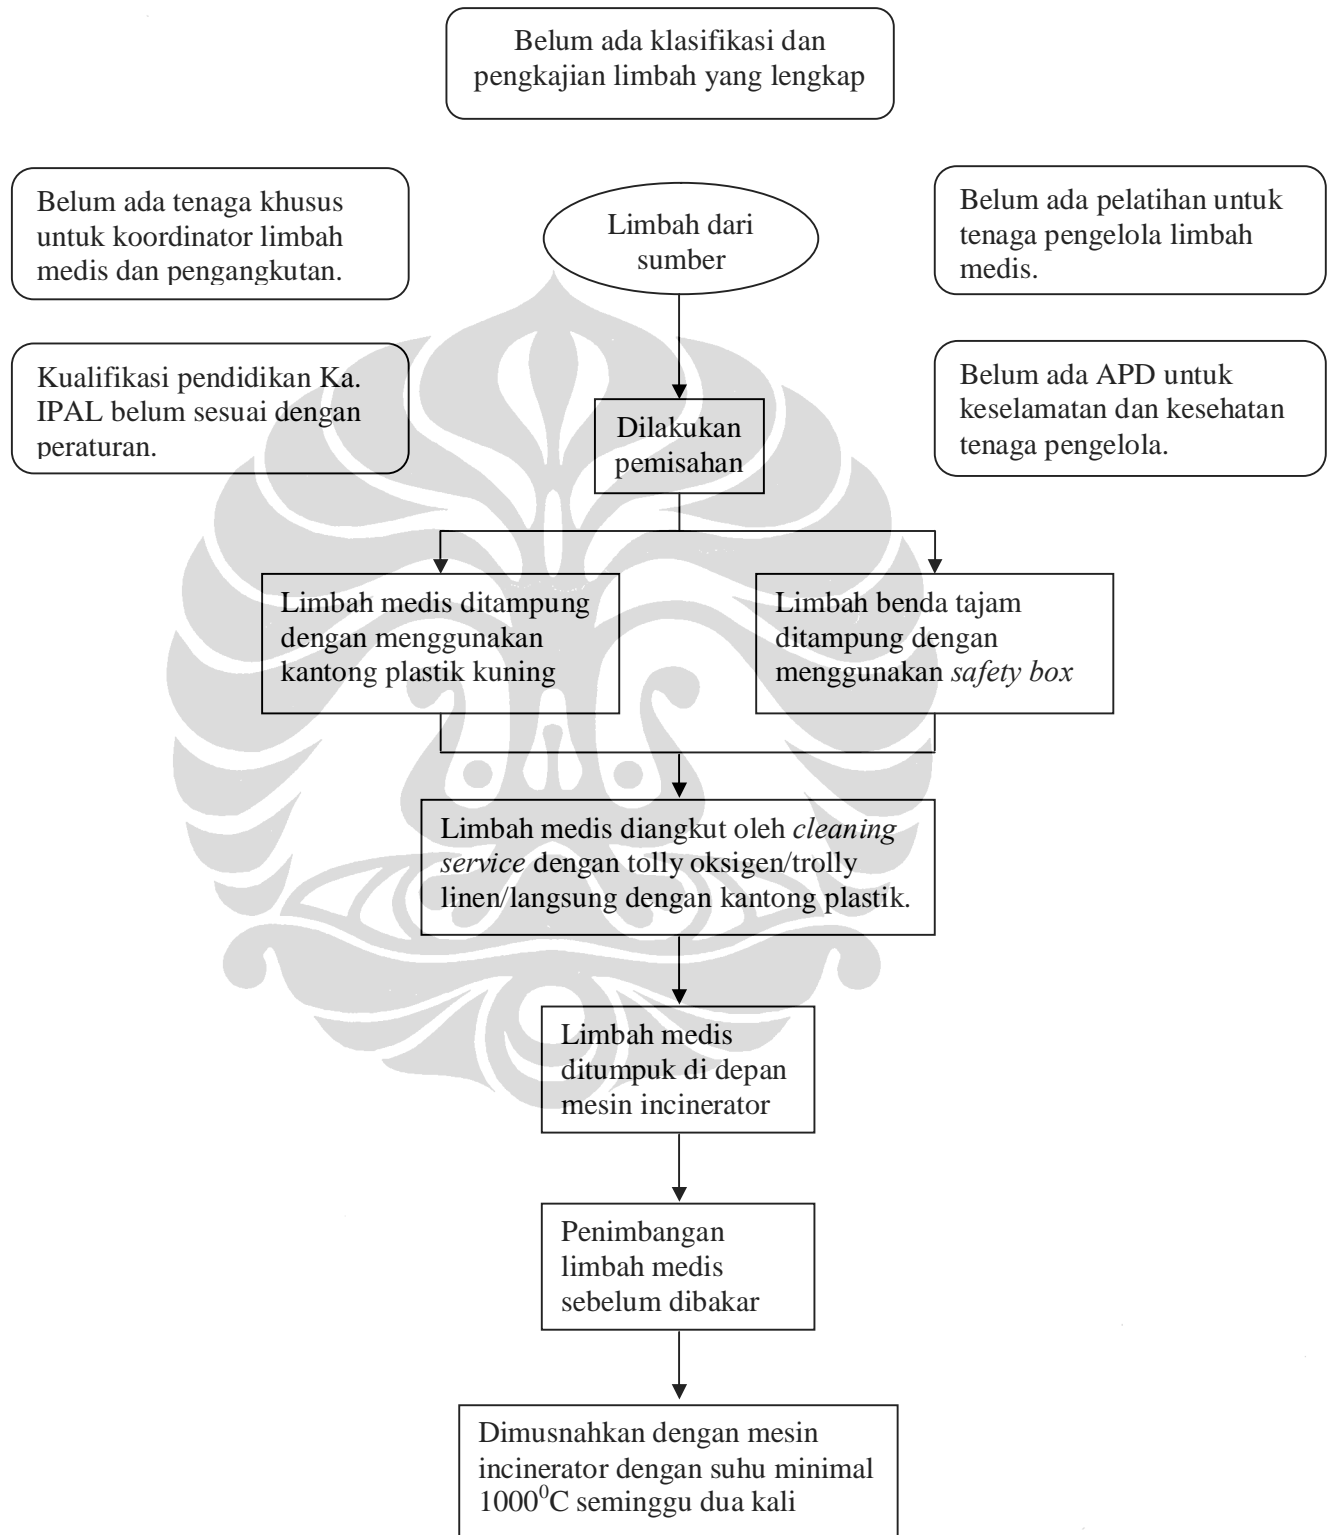 Belum ada klasifikasi dan
pengkajian limbah yang lengkap
Belum ada tenaga khusus
untuk koordinator limbah
medis dan pengangkutan.
Limbah dari
sumber
Belum ada pelatihan untuk
tenaga pengelola limbah
medis.
Kualifikasi pendidikan Ka.
IPAL belum sesuai dengan
peraturan.
Dilakukan
pemisahan
Belum ada APD untuk
keselamatan dan kesehatan
tenaga pengelola.
Limbah medis ditampung
dengan menggunakan
kantong plastik kuning
Limbah benda tajam
ditampung dengan
menggunakan safety box
Limbah medis diangkut oleh cleaning
service dengan tolly oksigen/trolly
linen/langsung dengan kantong plastik.
Limbah medis
ditumpuk di depan
mesin incinerator
Penimbangan
limbah medis
sebelum dibakar
Dimusnahkan dengan mesin
incinerator dengan suhu minimal
1000⁰C seminggu dua kali